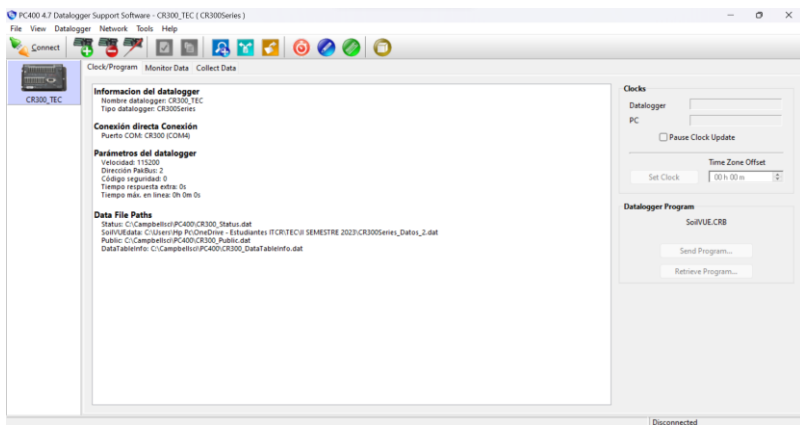 PC400 4.7 Datalogger Support Software - CR300_TEC ( CR300Series )
File View Datalogger Network Tools Help
Connect
CR300_TEC
Clock/Program Monitor Data Collect Data
Informacion del datalogger
Nombre datalogger: CR300_TEC
Tipo datalogger: CR300Series
Conexión directa Conexión
Puerto COM: CR300 (COM4)
Parámetros del datalogger
Velocidad: 115200
Dirección PakBus: 2
Código seguridad: 0
Tiempo respuesta extra: 0s
Tiempo máx. en linea: 0h 0m 0s
Data File Paths
Status: C:\Campbellsci\PC400\CR300_Status.dat
SoilVUEdata: C:\Users\Hp Pc\OneDrive - Estudiantes ITCR\TEC\II SEMESTRE 2023\CR300Series_Datos_2.dat
Public: C:\Campbellsci\PC400\CR300_Public.dat
DataTableInfo: C:\Campbellsci\PC400\CR300_DataTableInfo.dat
Clocks
Datalogger
PC
Pause Clock Update
Time Zone Offset
Set Clock 00 h 00 m
Datalogger Program
SoilVUE.CRB
Send Program...
Retrieve Program...
Disconnected